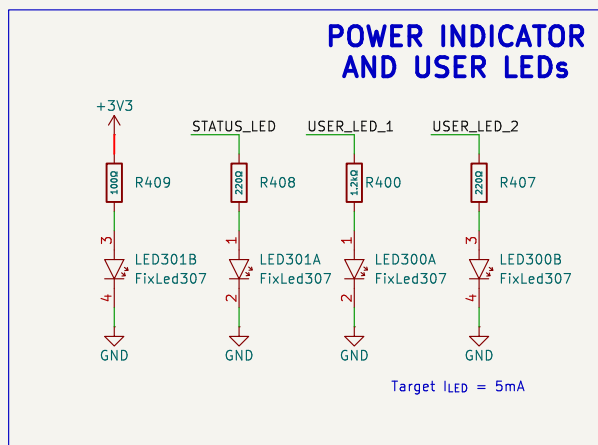 POWER INDICATOR
AND USER LEDs
+3V3
STATUS_LED
USER_LED_1
USER_LED_2
100Ω
R409
220Ω
R408
1.2kΩ
R400
220Ω
R407
3
1
1
3
LED301B
FixLed307
LED301A
FixLed307
LED300A
FixLed307
LED300B
FixLed307
4
2
2
4
GND
GND
GND
GND
Target ILED = 5mA